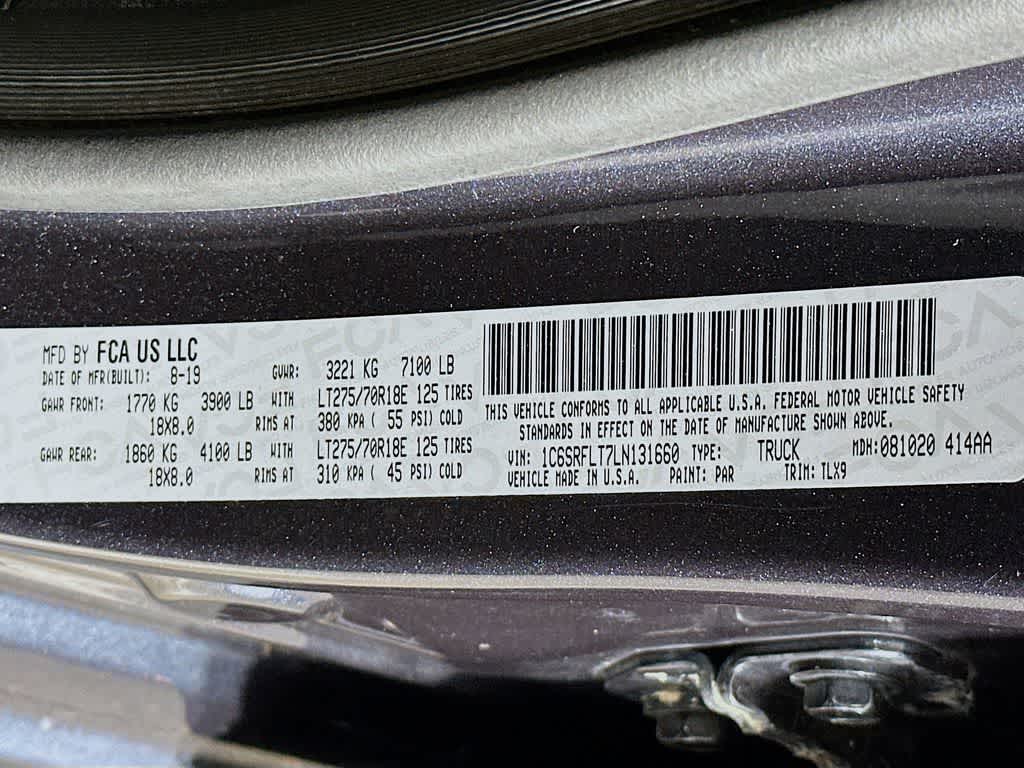 MFD BY FCA US LLC
DATE OF MFR(BUILT): 8-19 GVWR: 3221 KG 7100 LB
GAWR FRONT: 1770 KG 3900 LB WITH LT275/70R18E 125 TIRES
18X8.0 RIMS AT 380 KPA ( 55 PSI) COLD
GAWR REAR: 1860 KG 4100 LB WITH LT275/70R18E 125 TIRES
18X8.0 RIMS AT 310 KPA ( 45 PSI) COLD
THIS VEHICLE CONFORMS TO ALL APPLICABLE U.S.A. FEDERAL MOTOR VEHICLE SAFETY
STANDARDS IN EFFECT ON THE DATE OF MANUFACTURE SHOWN ABOVE.
VIN: 1C6SRFLT7LN131660 TYPE: TRUCK MDH:081020 414AA
VEHICLE MADE IN U.S.A. PAINT: PAR TRIM: TLX9